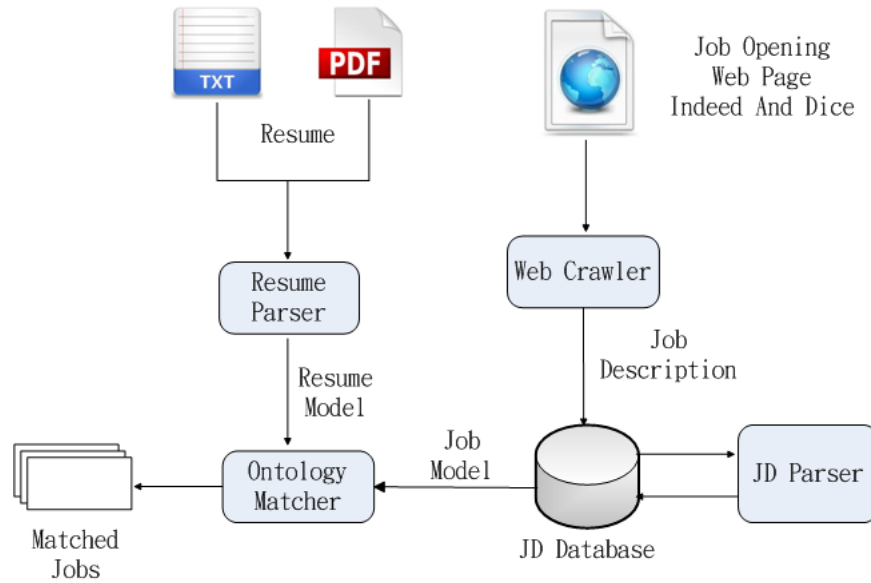 TXT
PDF
Job Opening
Web Page
Indeed And Dice
Resume
Resume
Parser
Web Crawler
Job
Description
Resume
Model
Job
Model
Ontology
Matcher
JD Parser
Matched
Jobs
JD Database